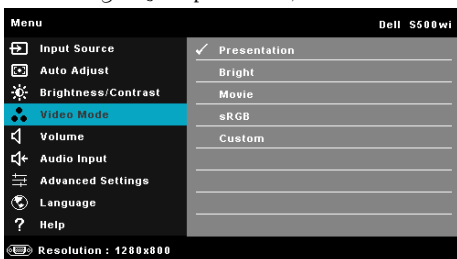 Menu Dell S500wi
Input Source
Auto Adjust
Brightness/Contrast
Video Mode
Volume
Audio Input
Advanced Settings
Language
? Help
Presentation
Bright
Movie
sRGB
Custom
Resolution : 1280x800